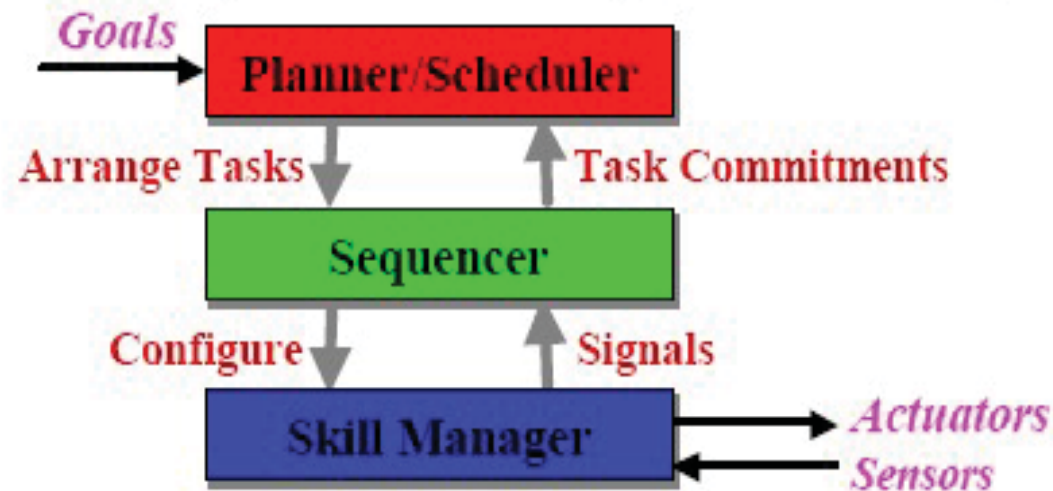 Goals
Planner/Scheduler
Arrange Tasks
Task Commitments
Sequencer
Configure
Signals
Skill Manager
Actuators
Sensors